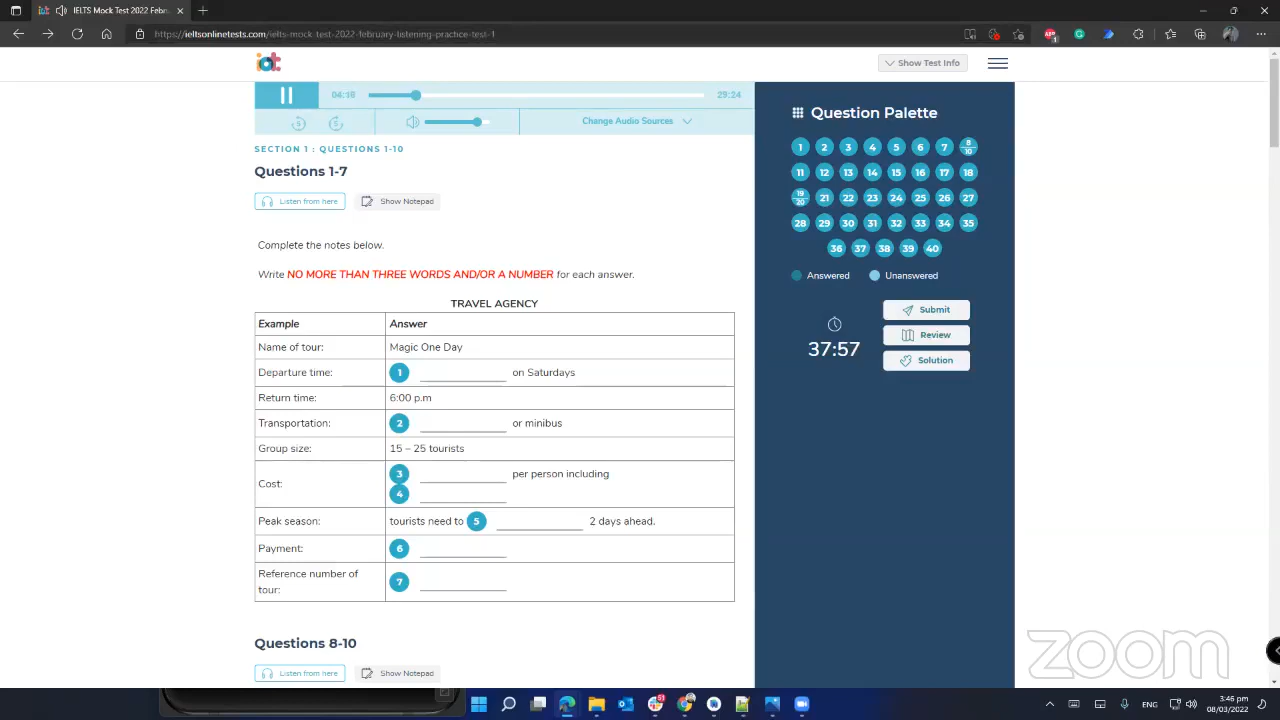 IELTS Mock Test 2022 Febru
https://ieltsonlinetests.com/ielts-mock-test-2022-february-listening-practice-test-1
iot
Show Test Info
04:16
29:24
5
5
Change Audio Sources
SECTION 1 : QUESTIONS 1-10
Questions 1-7
Listen from here
Show Notepad
Complete the notes below.
Write NO MORE THAN THREE WORDS AND/OR A NUMBER for each answer.
TRAVEL AGENCY
Example Answer
Name of tour: Magic One Day
Departure time: 1 on Saturdays
Return time: 6:00 p.m
Transportation: 2 or minibus
Group size: 15 – 25 tourists
Cost: 3 per person including
4
Peak season: tourists need to 5 2 days ahead.
Payment: 6
Reference number of
tour: 7
Questions 8-10
Listen from here
Show Notepad
Question Palette
1 2 3 4 5 6 7 8 10
11 12 13 14 15 16 17 18
19 20 21 22 23 24 25 26 27
28 29 30 31 32 33 34 35
36 37 38 39 40
Answered Unanswered
37:57
Submit
Review
Solution
zoom
51
ENG
3:46 pm
08/03/2022